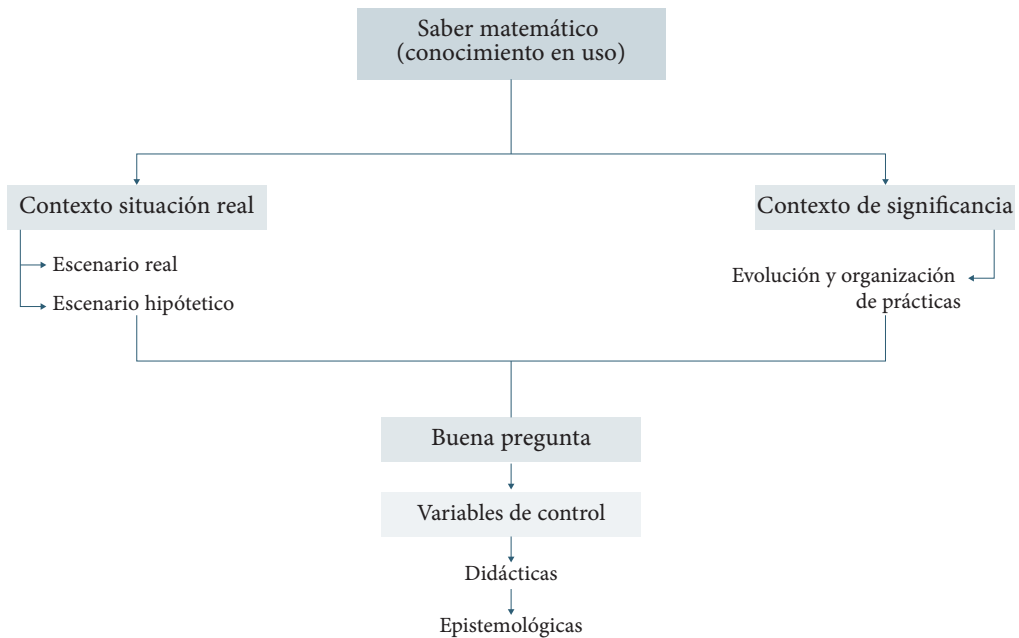 Saber matemático
(conocimiento en uso)
Contexto situación real
Contexto de significancia
Escenario real
Escenario hipótetico
Evolución y organización
de prácticas
Buena pregunta
Variables de control
Didácticas
Epistemológicas